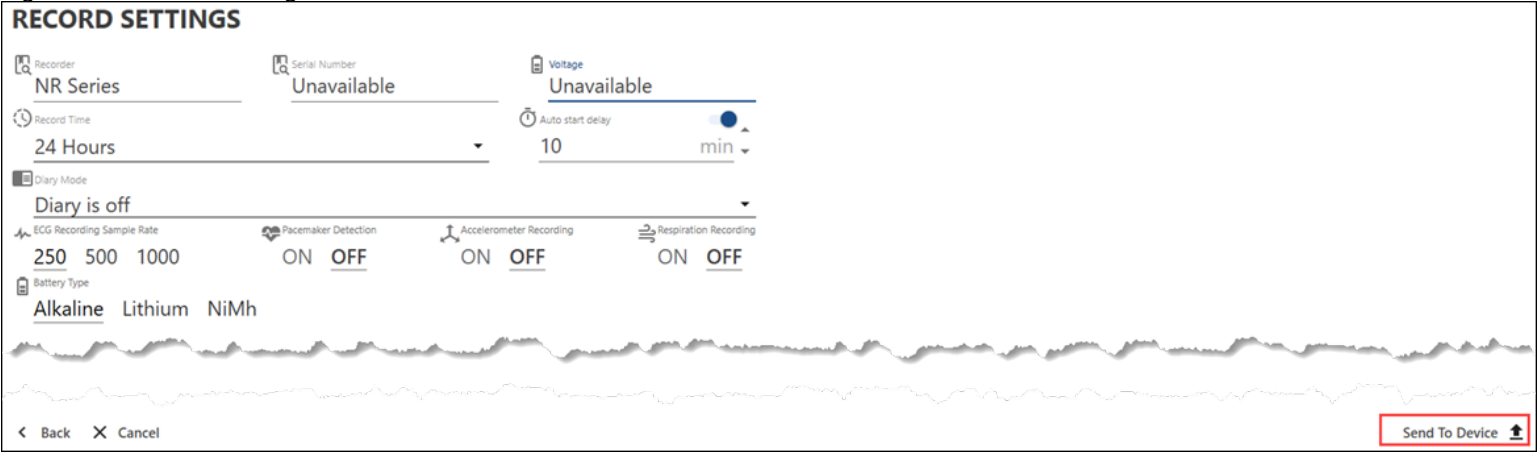 RECORD SETTINGS
Recorder Serial Number Voltage
NR Series Unavailable Unavailable
Record Time Auto start delay
24 Hours 10 min
Diary Mode
Diary is off
ECG Recording Sample Rate Pacemaker Detection Accelerometer Recording Respiration Recording
250 500 1000 ON OFF ON OFF ON OFF
Battery Type
Alkaline Lithium NiMh
Back Cancel Send To Device